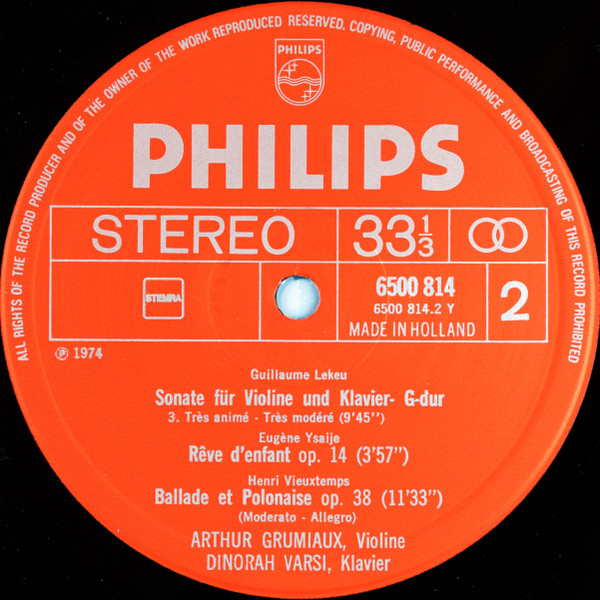 ALL RIGHTS OF THE RECORD PRODUCER AND OF THE OWNER OF THE WORK REPRODUCED RESERVED. COPYING, PUBLIC PERFORMANCE AND BROADCASTING OF THIS RECORD PROHIBITED
PHILIPS
PHILIPS
STEREO
33 1/3
STEMRA
6500 814
6500 814.2 Y
MADE IN HOLLAND
2
℗ 1974
Guillaume Lekeu
Sonate für Violine und Klavier- G-dur
3. Très animé - Très modéré (9'45'')
Eugène Ysaije
Rêve d'enfant op. 14 (3'57'')
Henri Vieuxtemps
Ballade et Polonaise op. 38 (11'33'')
(Moderato - Allegro)
ARTHUR GRUMIAUX, Violine
DINORAH VARSI, Klavier